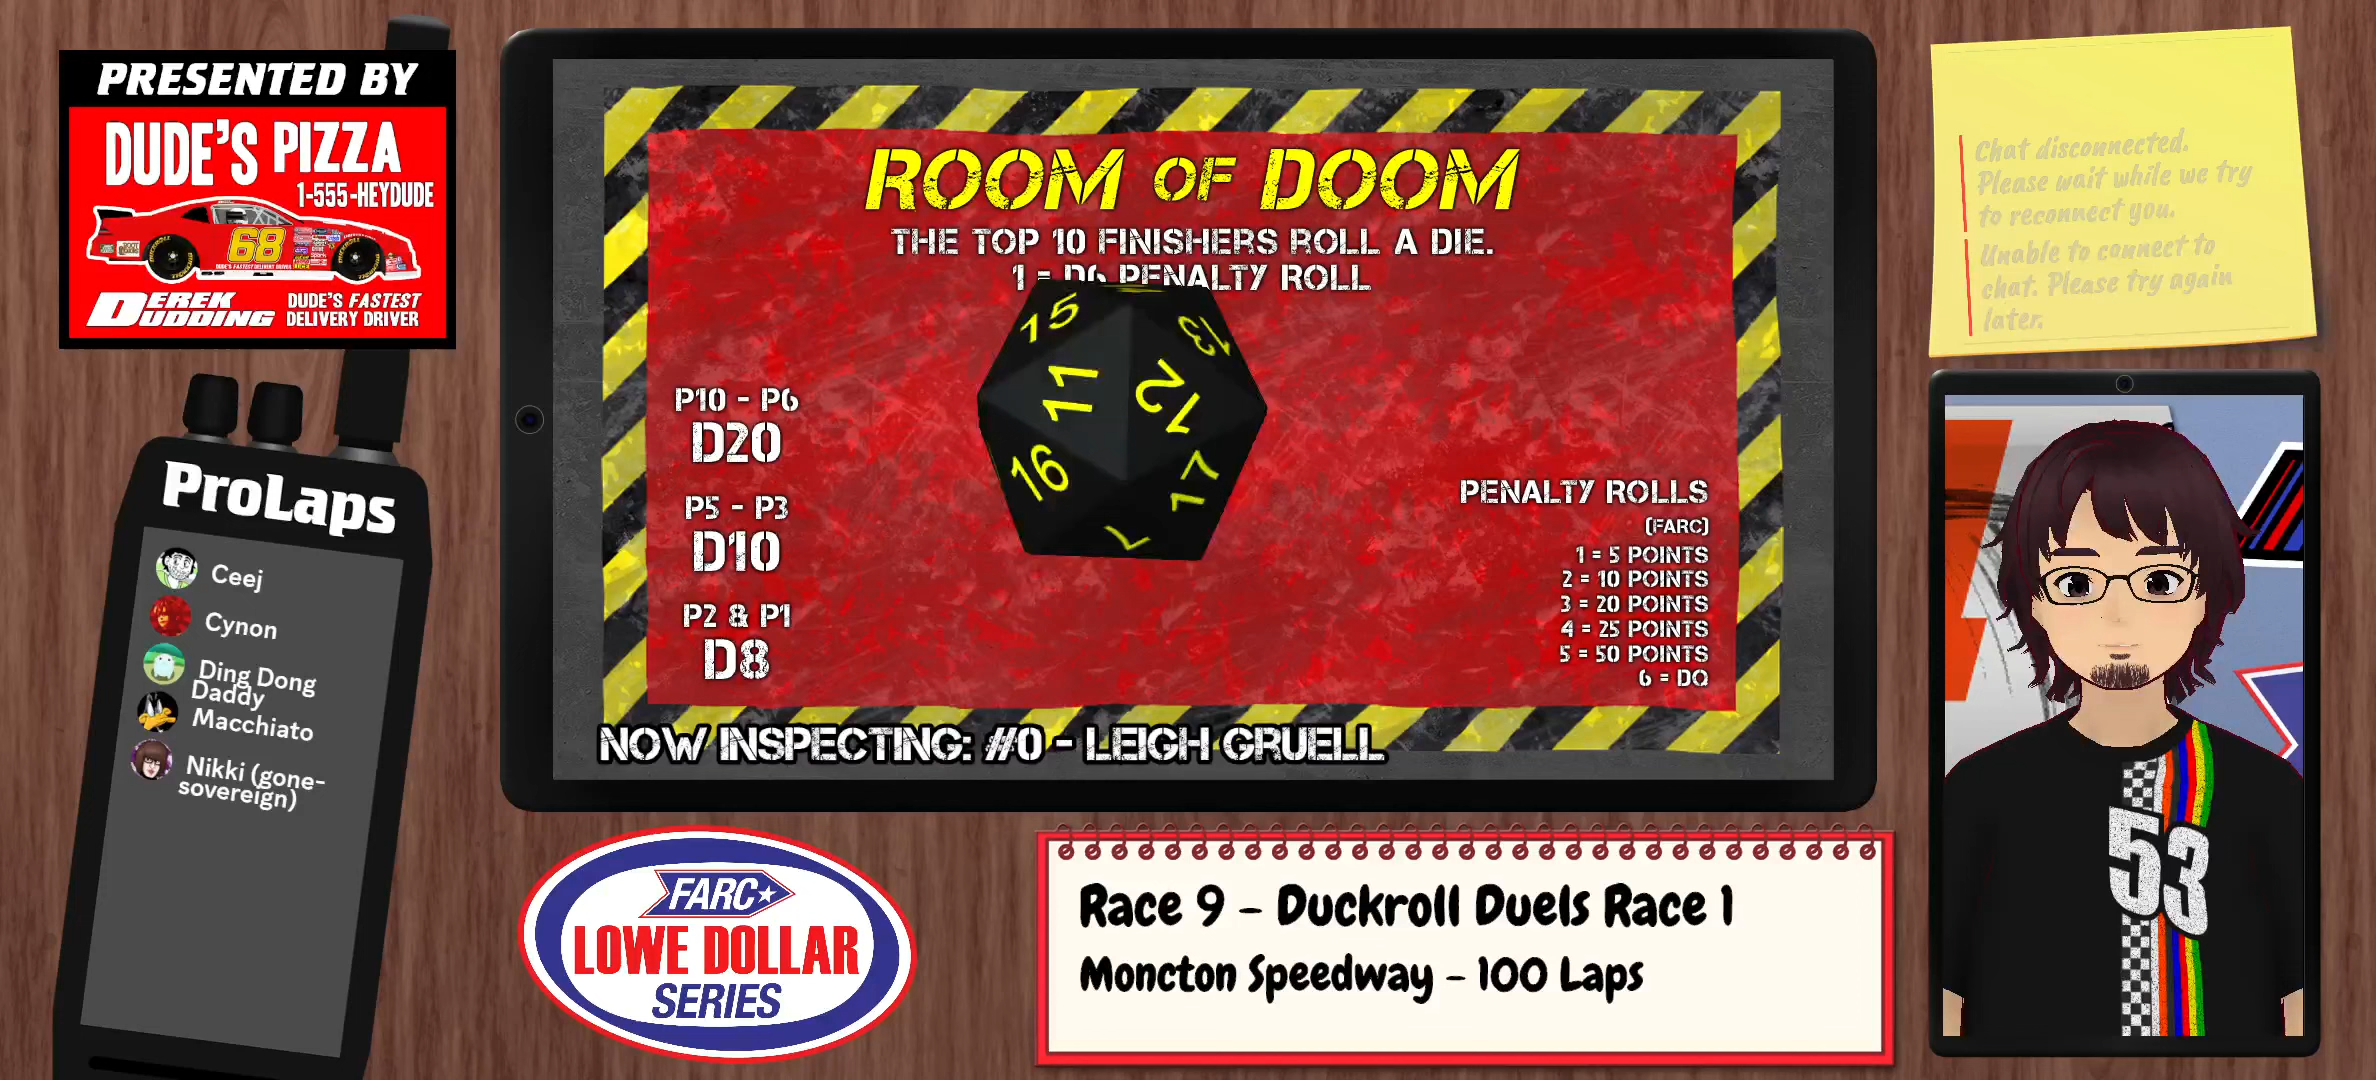 PRESENTED BY
DUDE'S PIZZA
1-555-HEYDUDE
68
DEREK DUDDING
DUDE'S FASTEST
DELIVERY DRIVER
ProLaps
Ceej
Cynon
Ding Dong
Daddy
Macchiato
Nikki (gone-
sovereign)
ROOM OF DOOM
THE TOP 10 FINISHERS ROLL A DIE.
1 = D6 PENALTY ROLL
15
13
11
12
16
17
7
P10 - P6
D20
P5 - P3
D10
P2 & P1
D8
PENALTY ROLLS
(FARC)
1 = 5 POINTS
2 = 10 POINTS
3 = 20 POINTS
4 = 25 POINTS
5 = 50 POINTS
6 = DQ
NOW INSPECTING: #0 - LEIGH GRUELL
FARC
LOWE DOLLAR
SERIES
Race 9 - Duckroll Duels Race 1
Moncton Speedway - 100 Laps
Chat disconnected.
Please wait while we try
to reconnect you.
Unable to connect to
chat. Please try again
later.
53